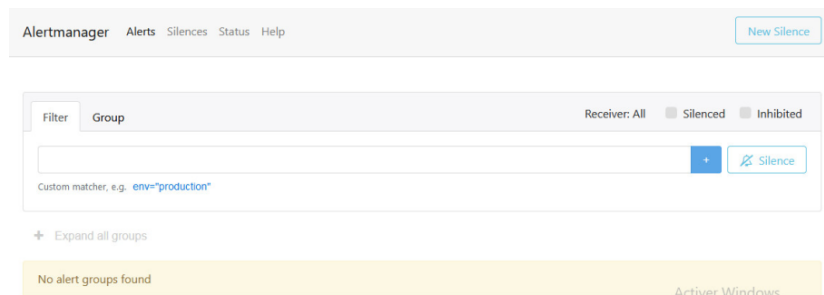 Alertmanager Alerts Silences Status Help New Silence
Filter Group Receiver: All Silenced Inhibited
+ Silence
Custom matcher, e.g. env="production"
+ Expand all groups
No alert groups found
Activer Windows